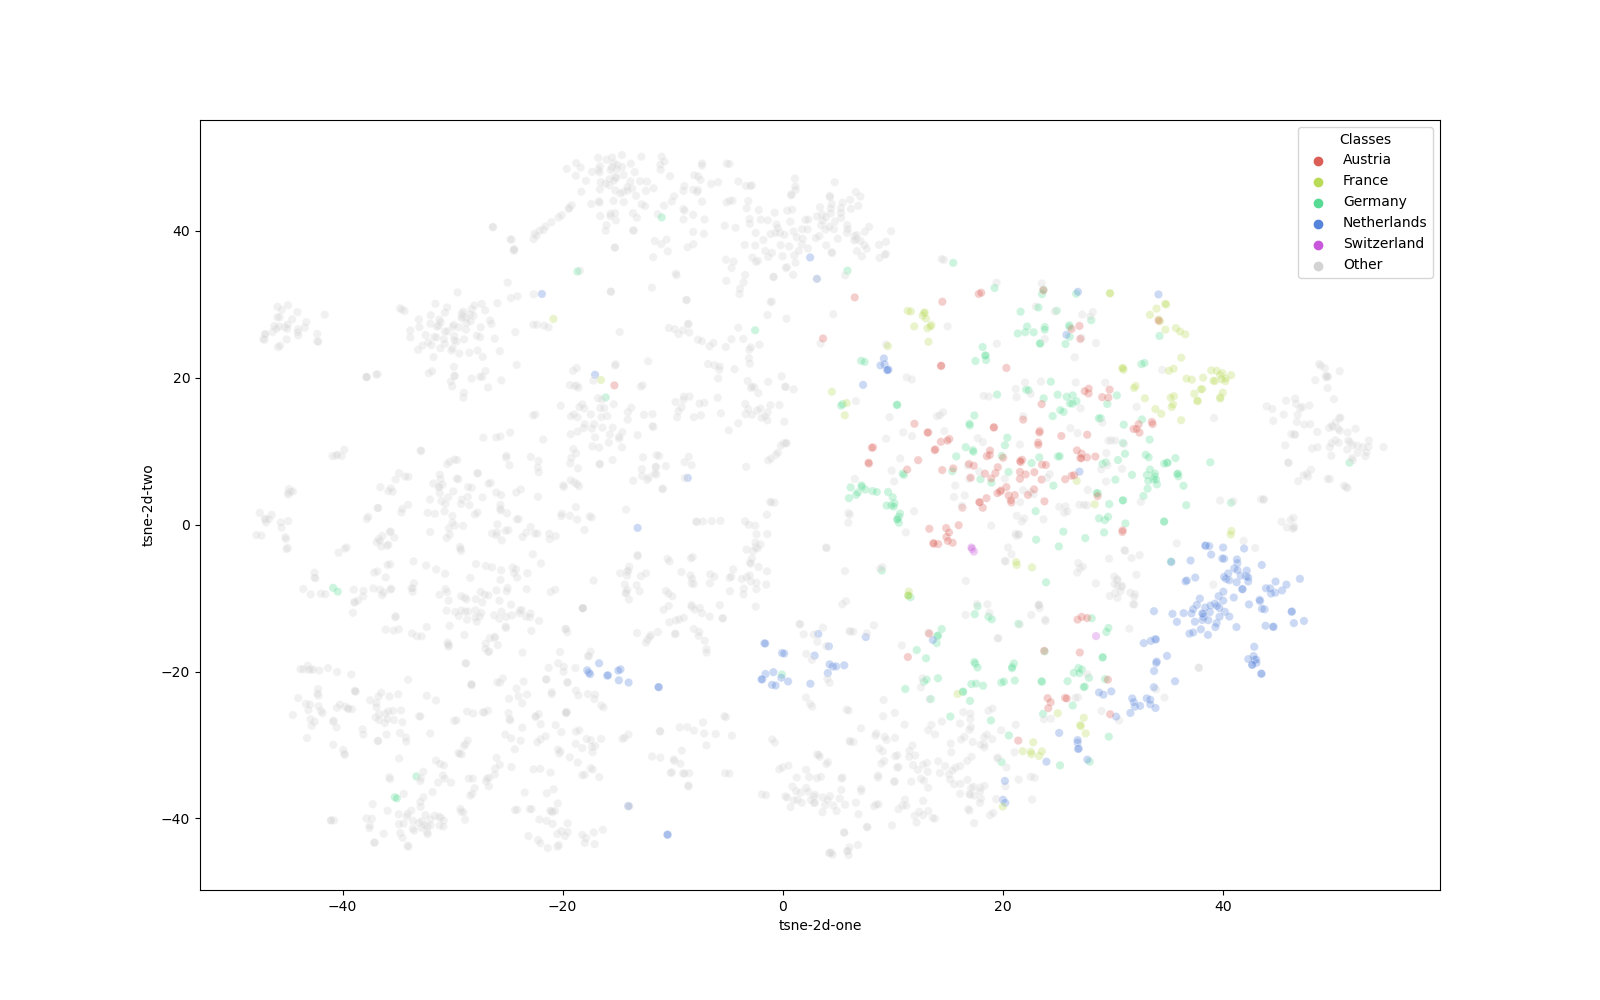 Classes
Austria
France
Germany
Netherlands
Switzerland
Other
40
20
0
−20
−40
tsne-2d-two
−40
−20
0
20
40
tsne-2d-one